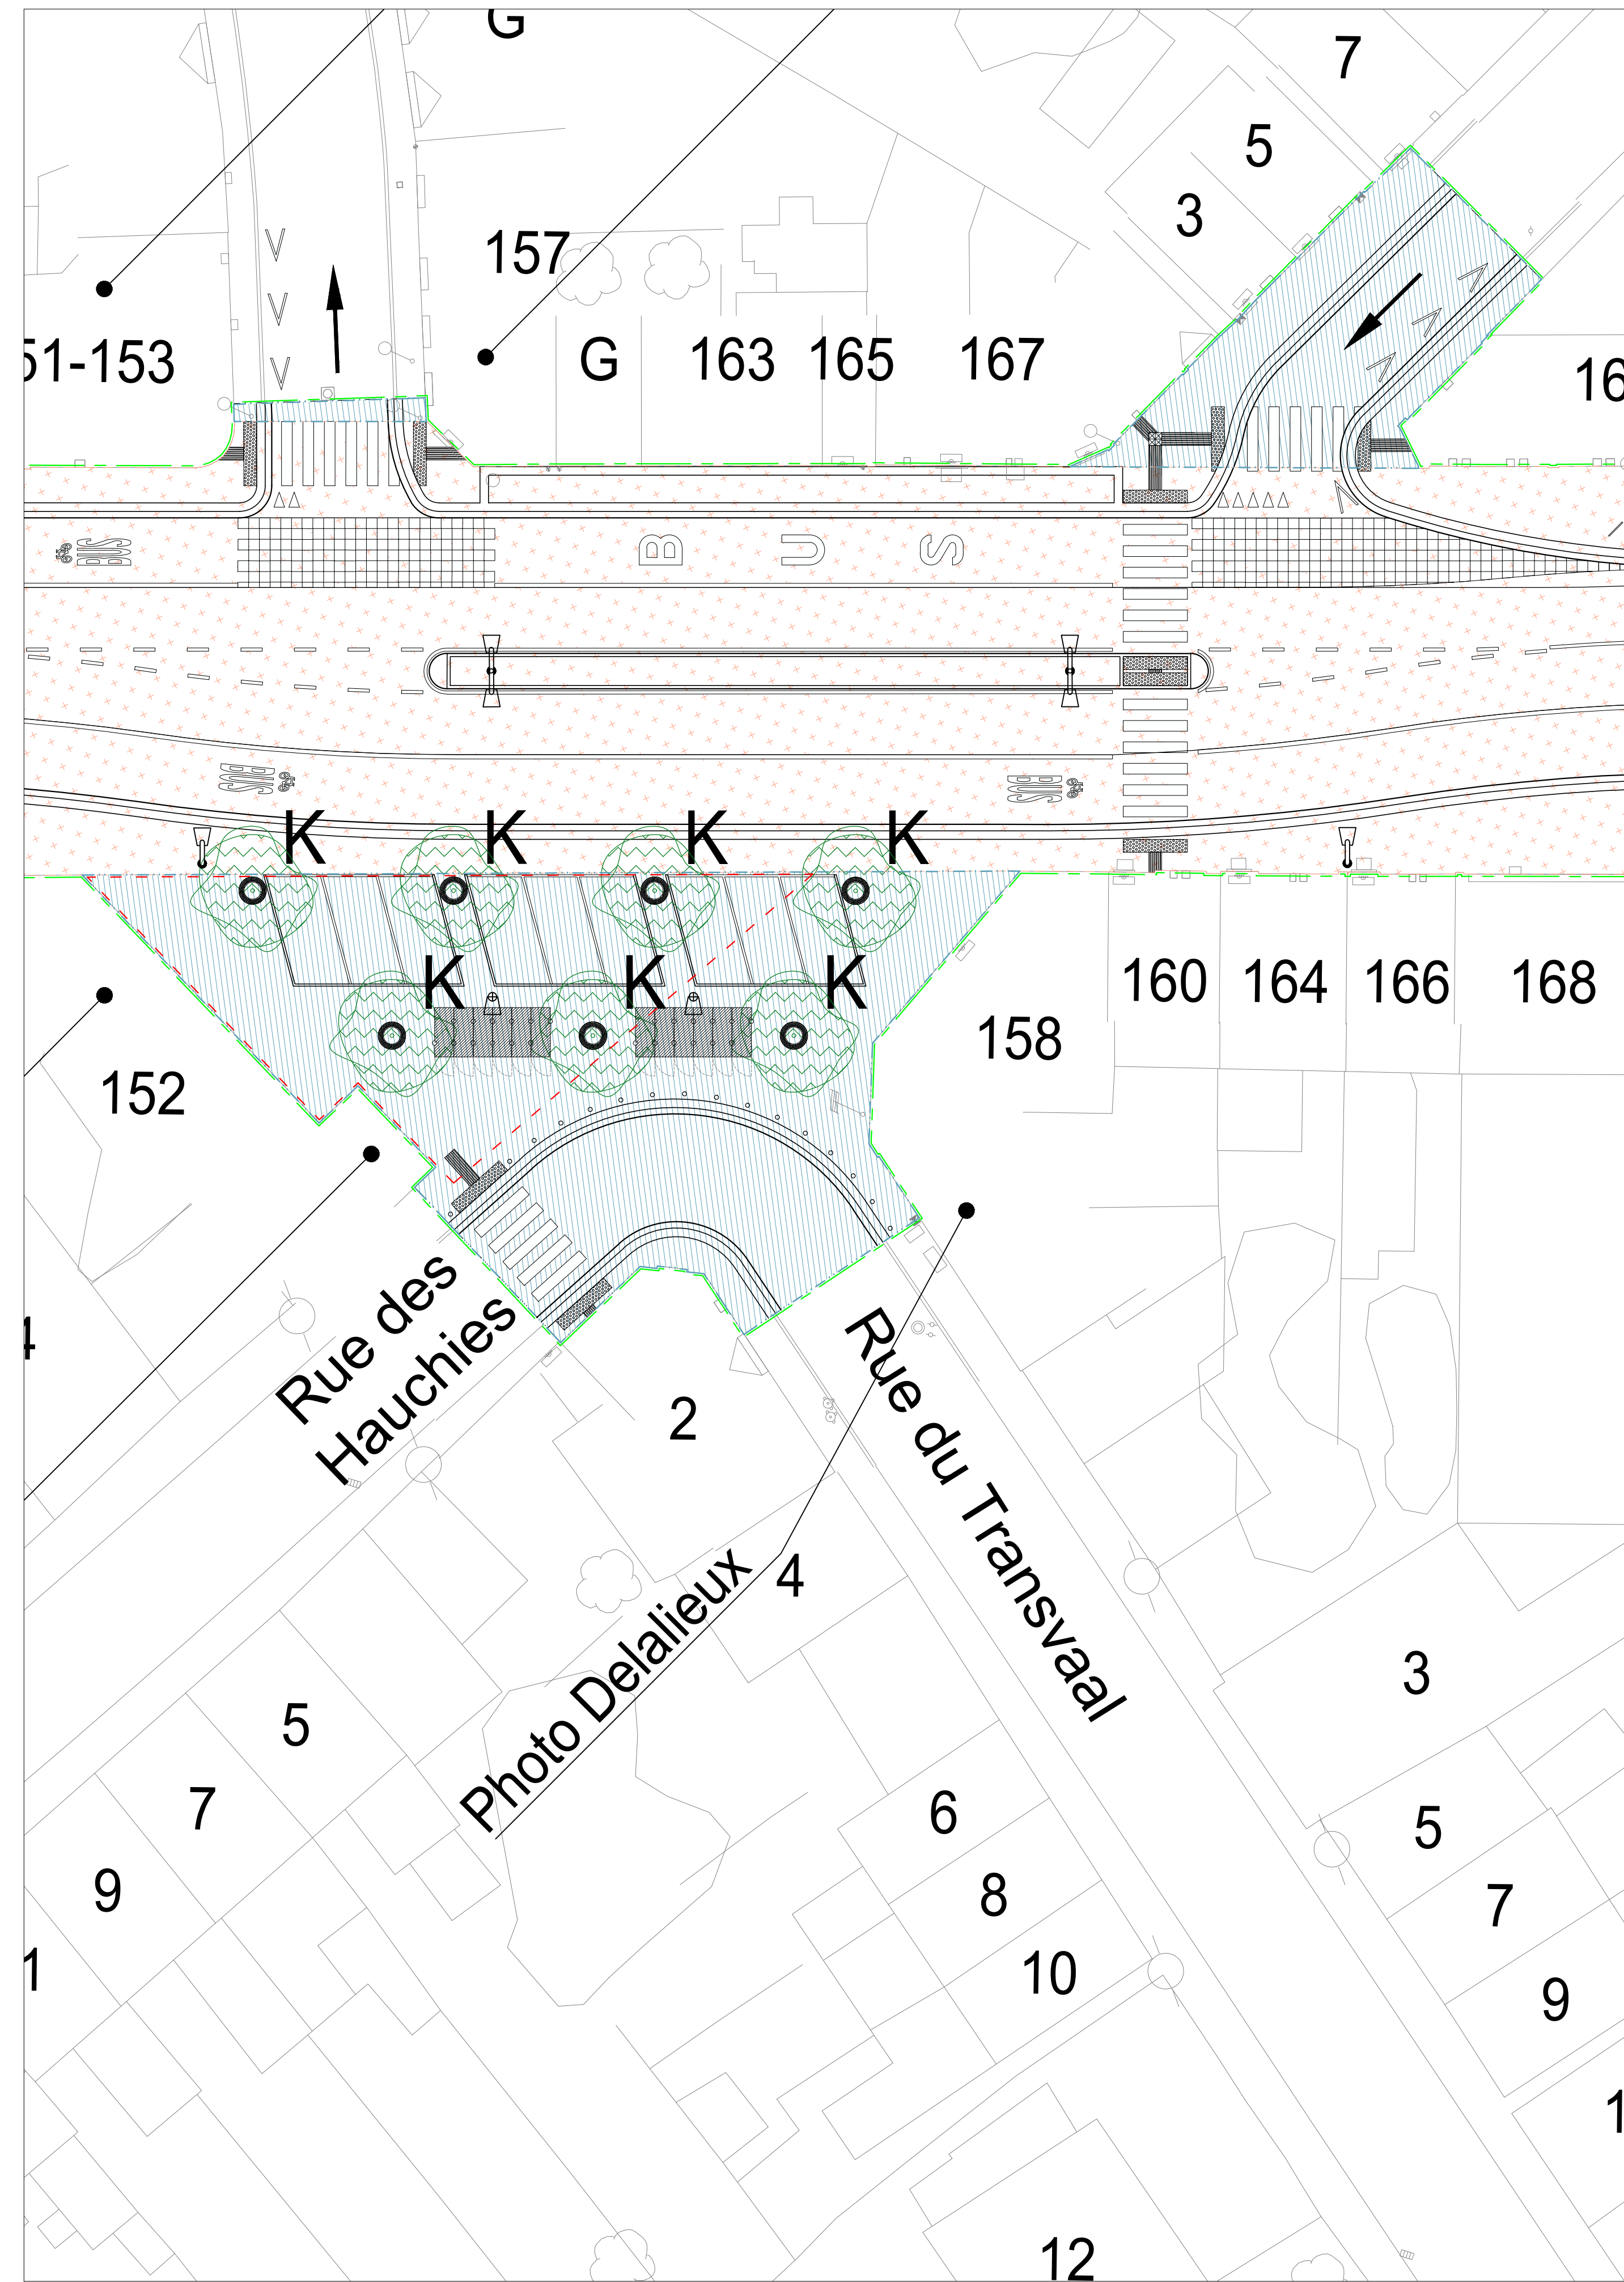 G
7
5
3
157
51-153
G
163
165
167
16
BUS
B U S
BUS
BUS
K
K
K
K
K
K
K
160
164
166
168
158
152
4
Rue des
Hauchies
2
Rue du Transvaal
Photo Delalieux
4
3
5
7
6
5
9
8
7
1
10
9
1
12